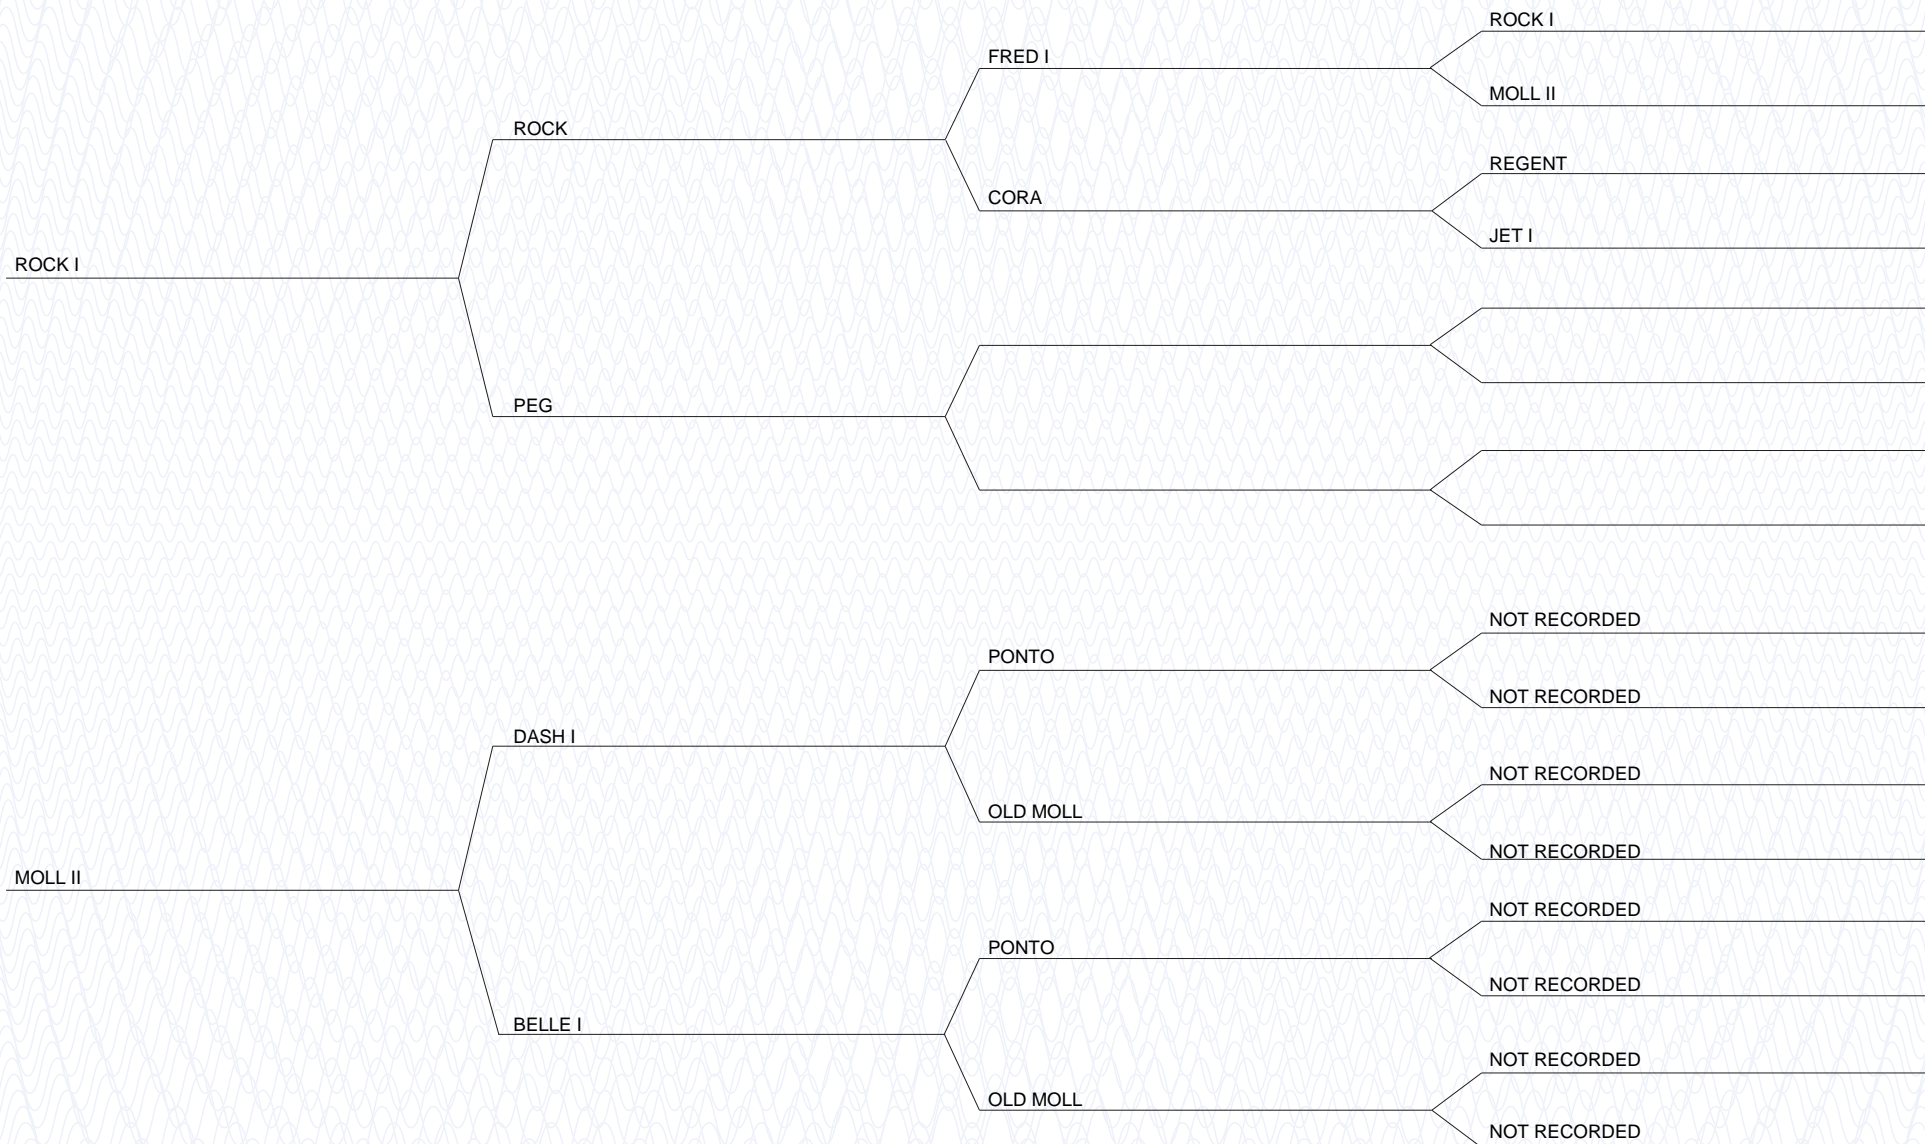 ROCK I
FRED I
MOLL II
ROCK
REGENT
CORA
JET I
ROCK I
PEG
NOT RECORDED
PONTO
NOT RECORDED
DASH I
NOT RECORDED
OLD MOLL
NOT RECORDED
MOLL II
NOT RECORDED
PONTO
NOT RECORDED
BELLE I
NOT RECORDED
OLD MOLL
NOT RECORDED